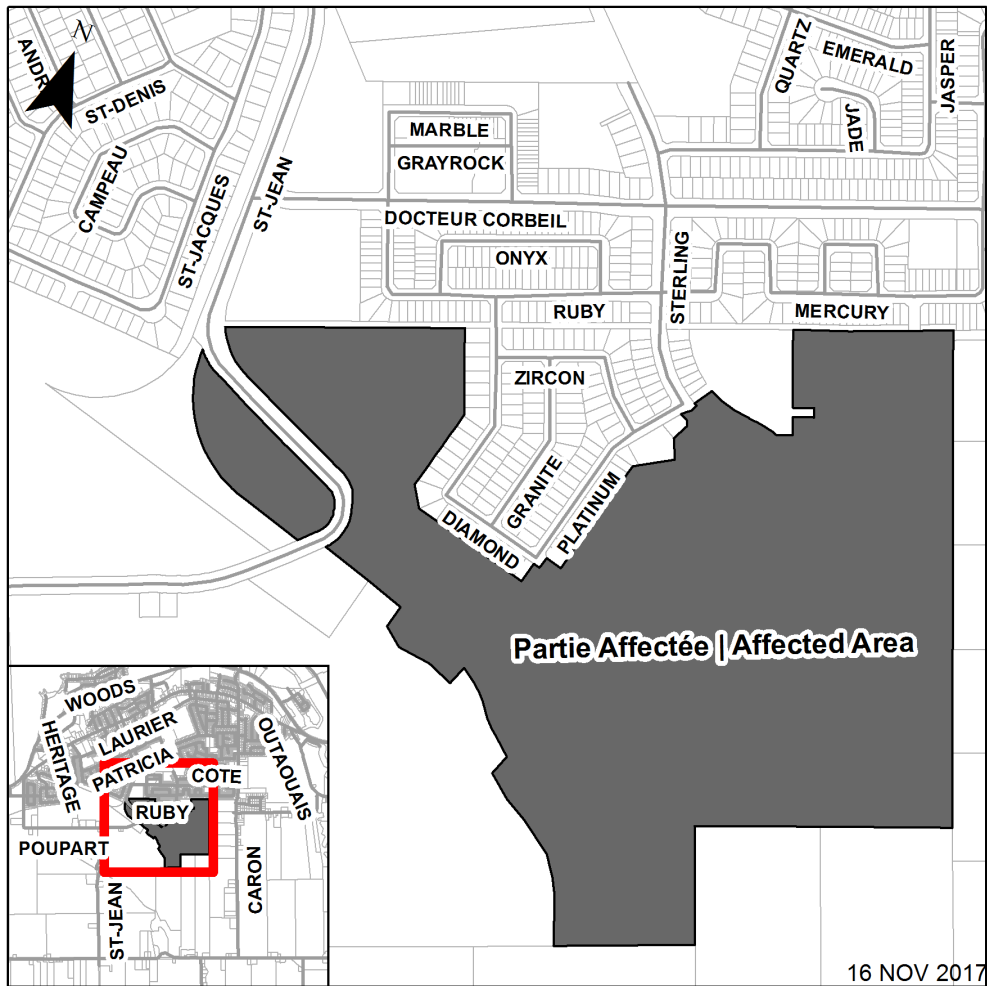 N
ST-DENIS
CAMPEAU
ST-JACQUES
ST-JEAN
MARBLE
GRAYROCK
DOCTEUR CORBEIL
ONYX
RUBY
STERLING
QUARTZ
EMERALD
JADE
JASPER
MERCURY
ZIRCON
GRANITE
PLATINUM
DIAMOND
Partie Affectée | Affected Area
WOODS
HERITAGE
LAURIER
PATRICIA
COTE
OUTAOUAIS
RUBY
POUPART
ST-JEAN
CARON
16 NOV 2017